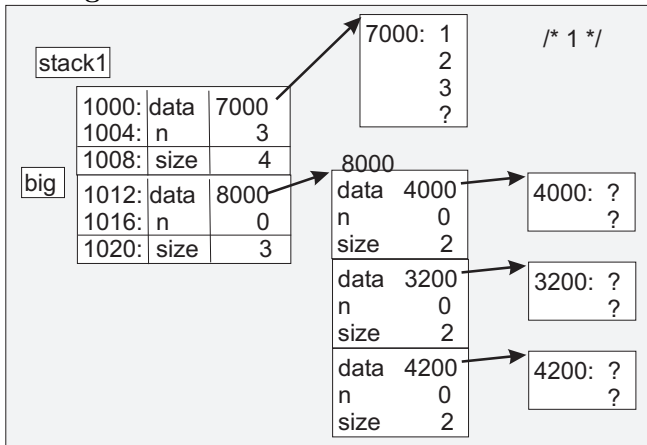 7000: 1
2
3
?
/* 1 */
stack1
1000: data 7000
1004: n 3
1008: size 4
big
1012: data 8000
1016: n 0
1020: size 3
8000
data 4000
n 0
size 2
4000: ?
?
data 3200
n 0
size 2
3200: ?
?
data 4200
n 0
size 2
4200: ?
?